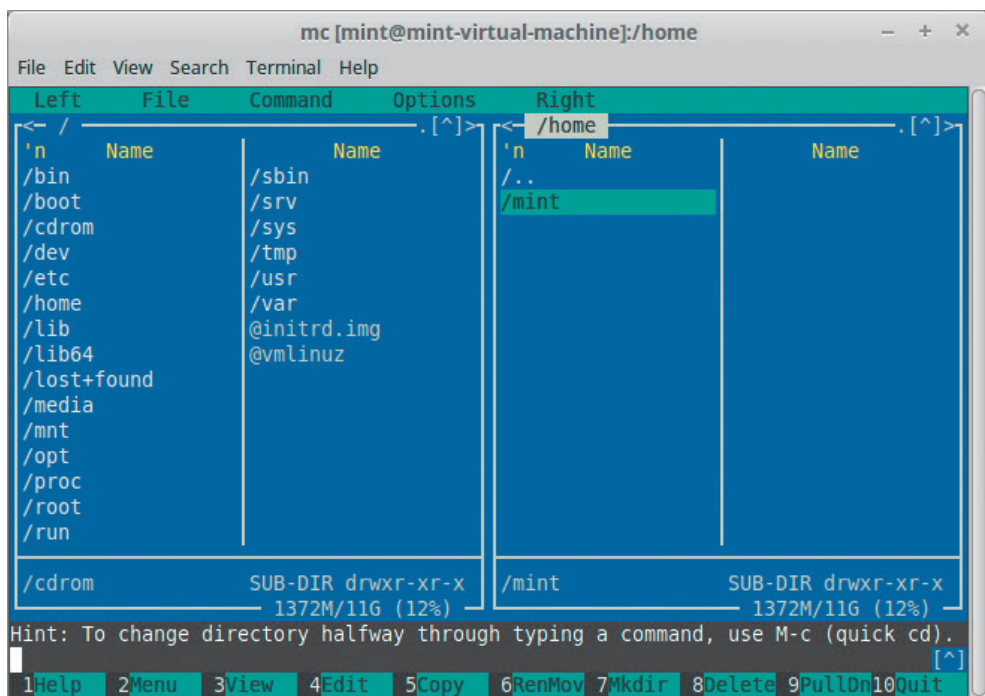 mc [mint@mint-virtual-machine]:/home
File Edit View Search Terminal Help
Left File Command Options Right
<- / .[^]>
'n Name Name
/bin /sbin
/boot /srv
/cdrom /sys
/dev /tmp
/etc /usr
/home /var
/lib @initrd.img
/lib64 @vmlinuz
/lost+found
/media
/mnt
/opt
/proc
/root
/run
/cdrom SUB-DIR drwxr-xr-x
1372M/11G (12%)
<- /home .[^]>
'n Name Name
/..
/mint
/mint SUB-DIR drwxr-xr-x
1372M/11G (12%)
Hint: To change directory halfway through typing a command, use M-c (quick cd).
[^]
1Help 2Menu 3View 4Edit 5Copy 6RenMov 7Mkdir 8Delete 9PullDn 10Quit